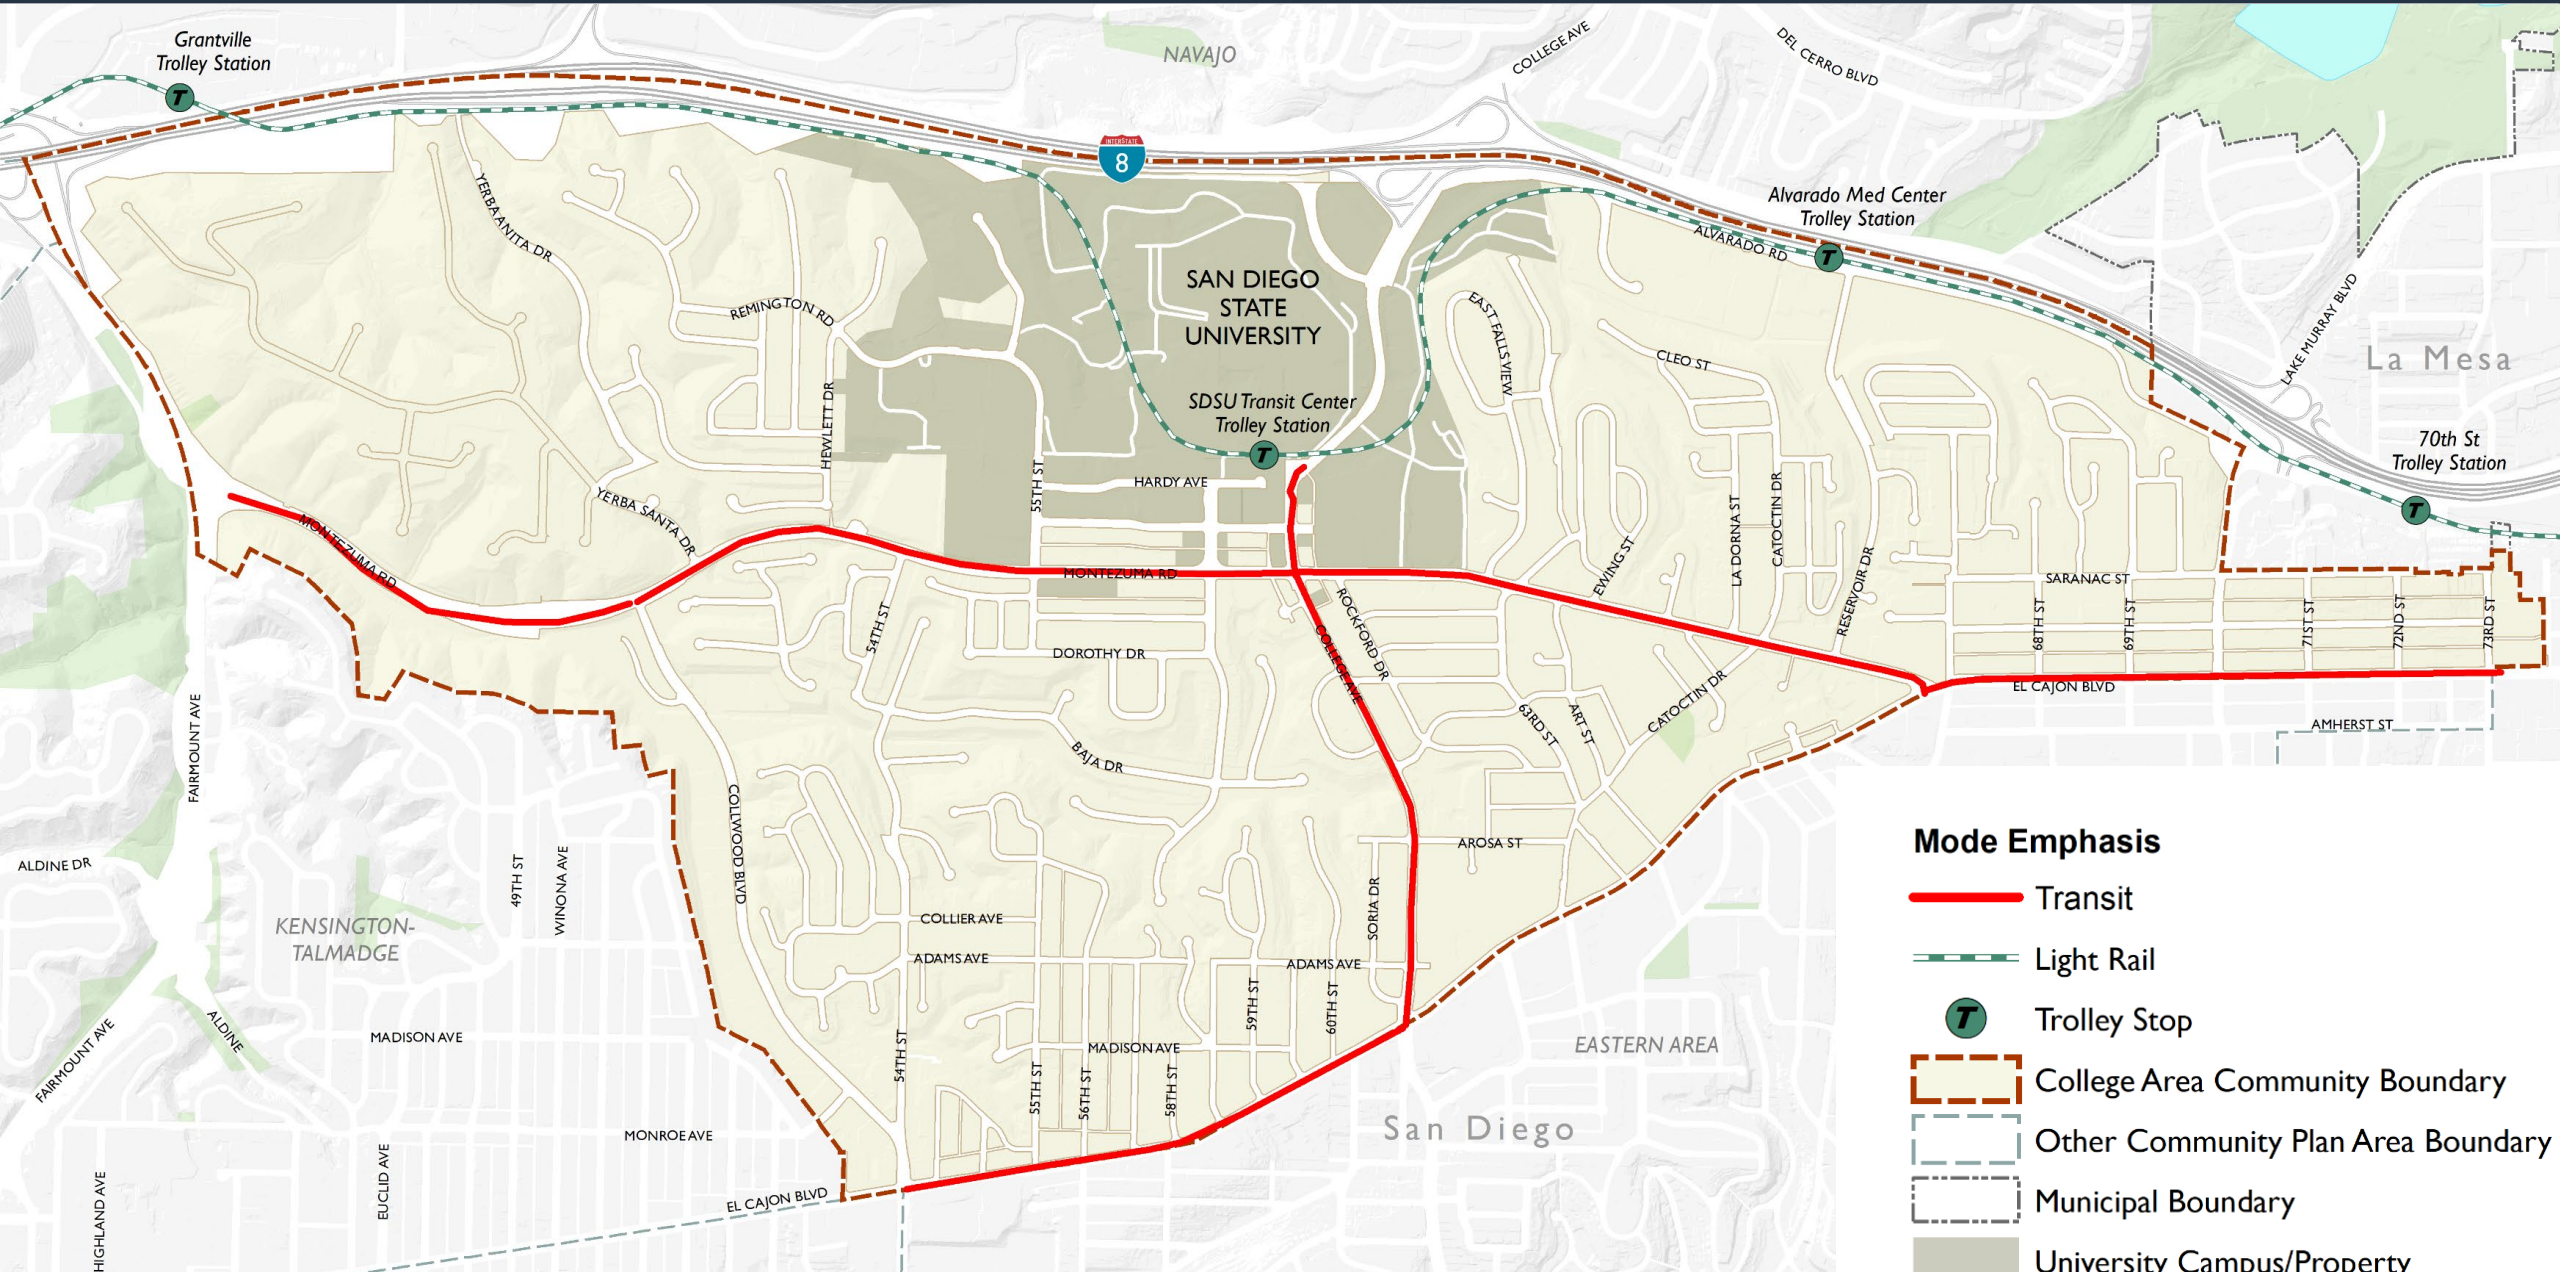 Grantville
Trolley Station
NAVAJO
COLLEGE AVE
DEL CERRO BLVD
INTERSTATE
8
Alvarado Med Center
Trolley Station
T
T
ALVARADO RD
YERBA ANITA DR
REMINGTON RD
SAN DIEGO
STATE
UNIVERSITY
EAST FALLS VIEW
CLEO ST
LAKE MURRAY BLVD
La Mesa
HEWLETT DR
SDSU Transit Center
Trolley Station
T
70th St
Trolley Station
T
55TH ST
HARDY AVE
YERBA SANTA DR
MONTEZUMA RD
MONTEZUMA RD
LA DORNA ST
CATOCTIN DR
EWING ST
RESERVOIR DR
SARANAC ST
68TH ST
69TH ST
71ST ST
72ND ST
73RD ST
54TH ST
DOROTHY DR
ROCKFORD DR
COLLEGE AVE
EL CAJON BLVD
AMHERST ST
63RD ST
ART ST
CATOCTIN DR
BAJA DR
FAIRMOUNT AVE
COLLWOOD BLVD
AROSA ST
ALDINE DR
49TH ST
WINONA AVE
KENSINGTON-
TALMADGE
COLLIER AVE
SORIA DR
ADAMS AVE
ADAMS AVE
59TH ST
60TH ST
FAIRMOUNT AVE
ALDINE
MADISON AVE
54TH ST
MADISON AVE
55TH ST
56TH ST
58TH ST
EASTERN AREA
San Diego
MONROE AVE
EUCLID AVE
HIGHLAND AVE
EL CAJON BLVD
Mode Emphasis
Transit
Light Rail
T
Trolley Stop
College Area Community Boundary
Other Community Plan Area Boundary
Municipal Boundary
University Campus/Property